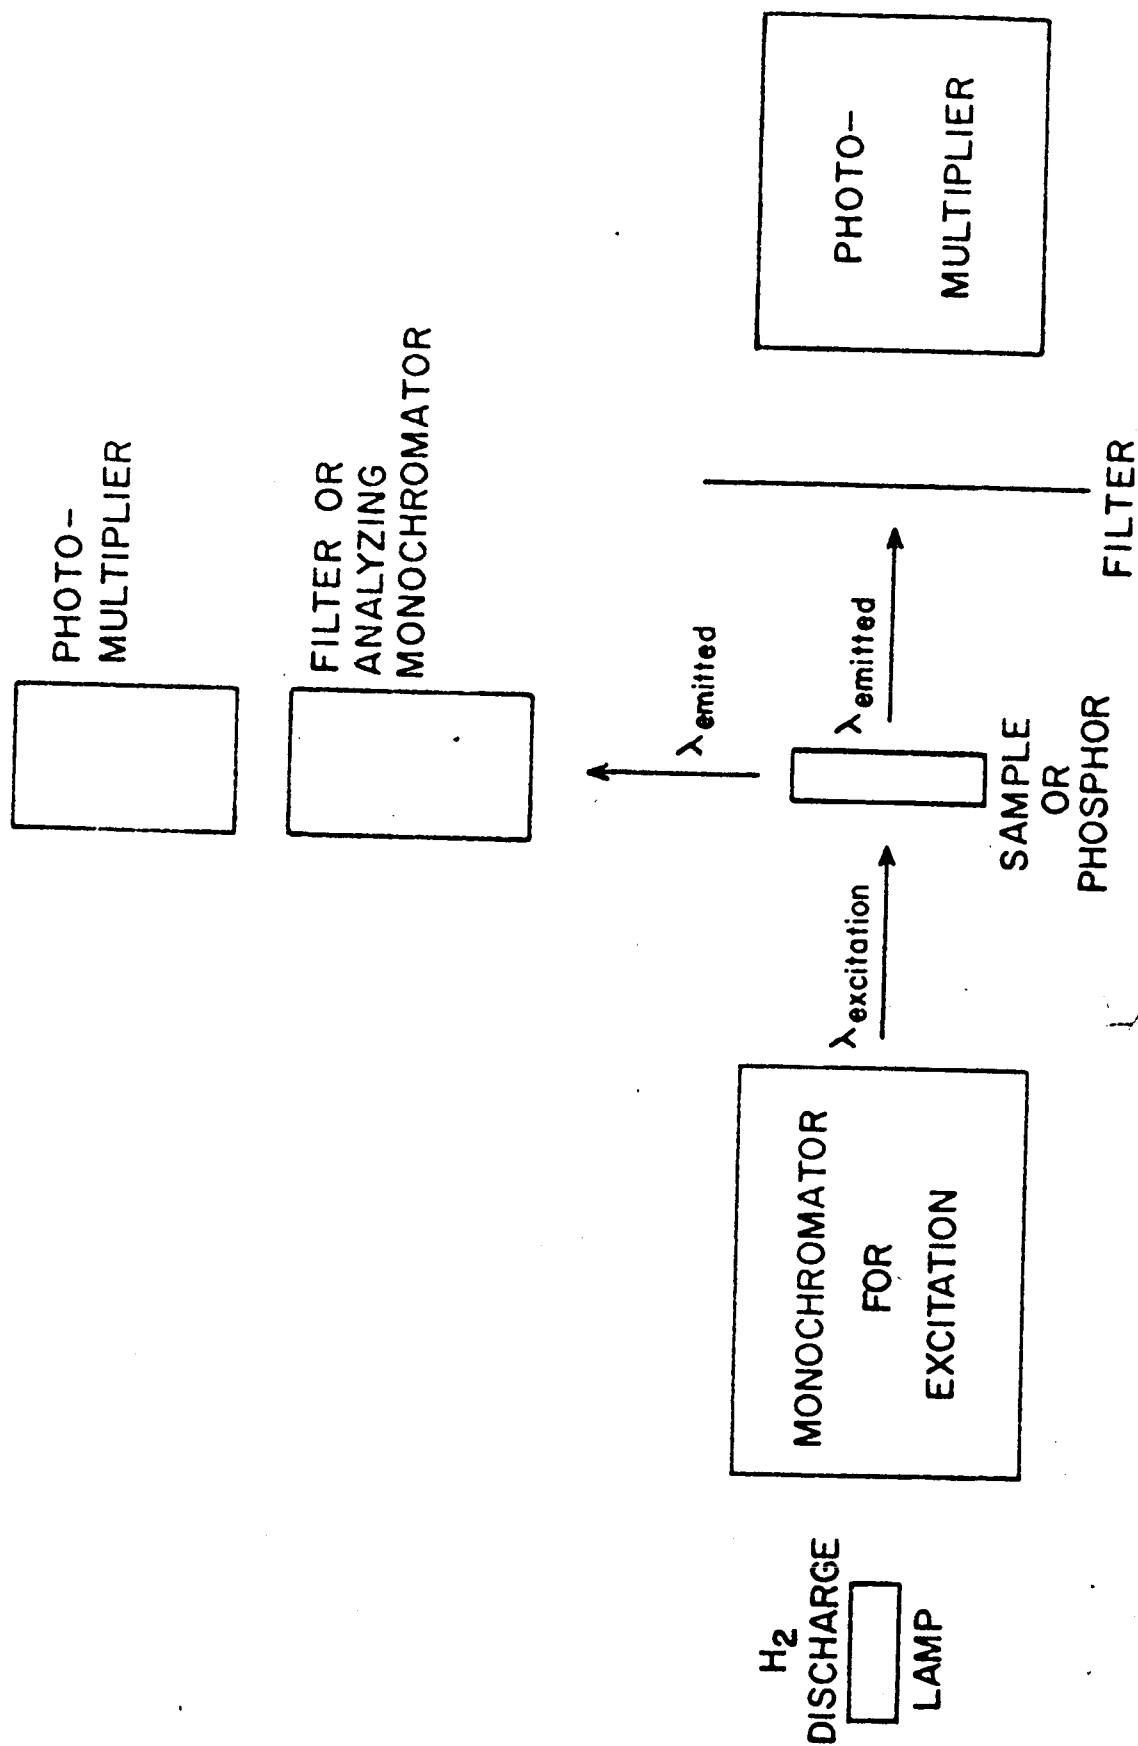 H2
DISCHARGE
LAMP
MONOCHROMATOR
FOR
EXCITATION
λexcitation
SAMPLE
OR
PHOSPHOR
λemitted
λemitted
FILTER
PHOTO–
MULTIPLIER
FILTER OR
ANALYZING
MONOCHROMATOR
PHOTO–
MULTIPLIER